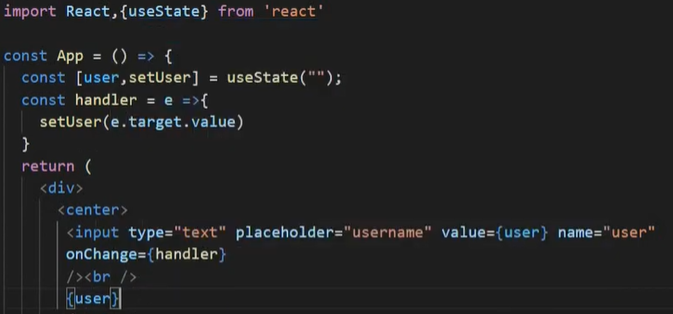 import React,{useState} from 'react'
const App = () => {
const [user,setUser] = useState("");
const handler = e =>{
setUser(e.target.value)
}
return (
<div>
<center>
<input type="text" placeholder="username" value={user} name="user"
onChange={handler}
/><br />
{user}